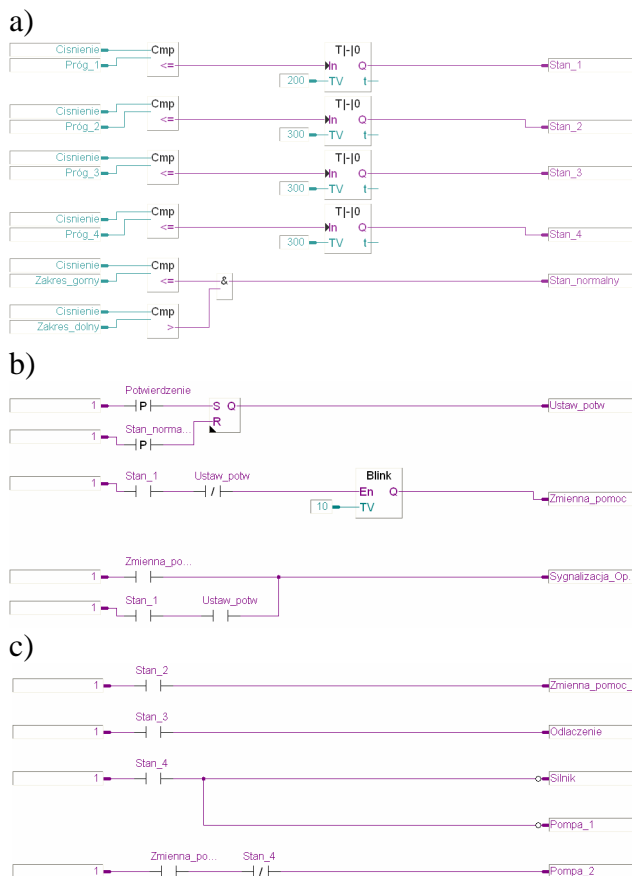 a)
Cisnienie Cmp T|-|0
Próg_1 <= In Q Stan_1
200 TV t
Cisnienie Cmp T|-|0
Próg_2 <= In Q Stan_2
300 TV t
Cisnienie Cmp T|-|0
Próg_3 <= In Q Stan_3
300 TV t
Cisnienie Cmp T|-|0
Próg_4 <= In Q Stan_4
300 TV t
Cisnienie Cmp
Zakres_gorny <= & Stan_normalny
Cisnienie Cmp
Zakres_dolny >
b)
Potwierdzenie
1 P S Q Ustaw_potw
Stan_norma... R
1 P
Stan_1 Ustaw_potw Blink
1 / En Q Zmienna_pomoc
10 TV
Zmienna_po...
1 Sygnalizacja_Op.
Stan_1 Ustaw_potw
1
c)
Stan_2
1 Zmienna_pomoc_
Stan_3
1 Odlaczenie
Stan_4
1 Silnik
Pompa_1
Zmienna_po... Stan_4
1 / Pompa_2